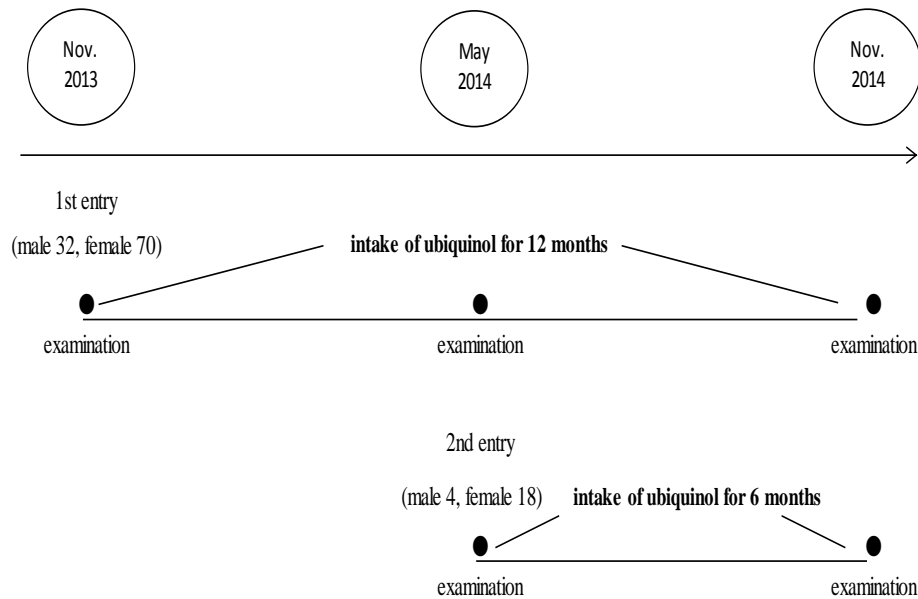 Nov.
2013
May
2014
Nov.
2014
1st entry
(male 32, female 70)
intake of ubiquinol for 12 months
examination
examination
examination
2nd entry
(male 4, female 18)
intake of ubiquinol for 6 months
examination
examination